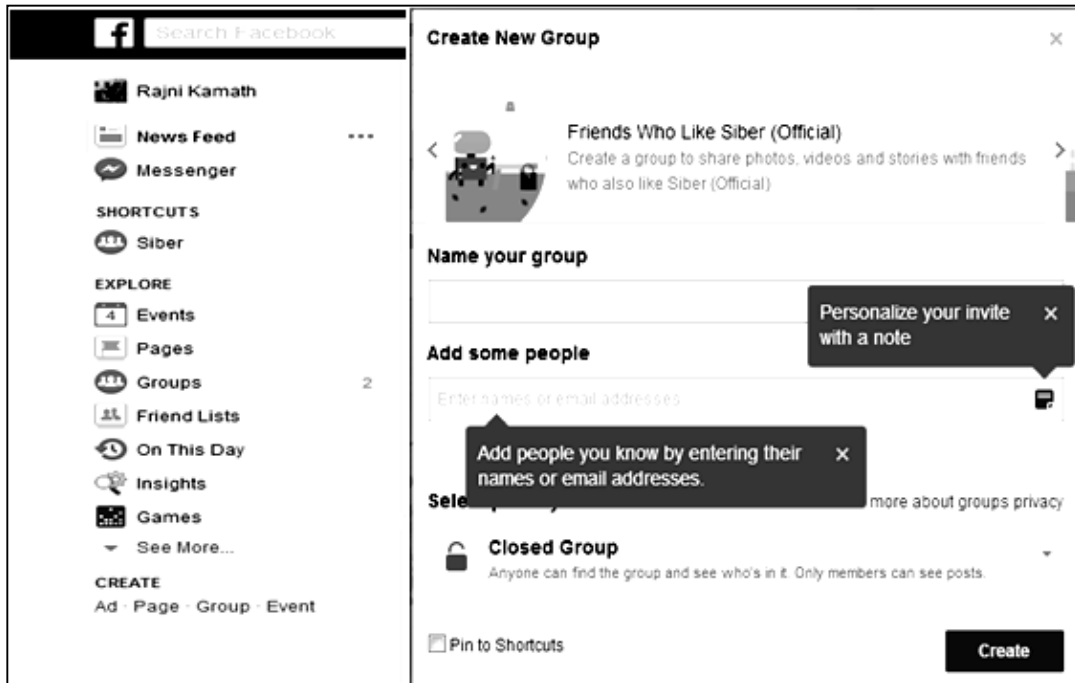 f Search Facebook
Rajni Kamath
News Feed
Messenger
SHORTCUTS
Siber
EXPLORE
4 Events
Pages
Groups 2
Friend Lists
On This Day
Insights
Games
See More...
CREATE
Ad · Page · Group · Event
Create New Group
Friends Who Like Siber (Official)
Create a group to share photos, videos and stories with friends
who also like Siber (Official)
Name your group
Personalize your invite
with a note
Add some people
Enter names or email addresses
Add people you know by entering their
names or email addresses.
more about groups privacy
Closed Group
Anyone can find the group and see who's in it. Only members can see posts.
Pin to Shortcuts
Create